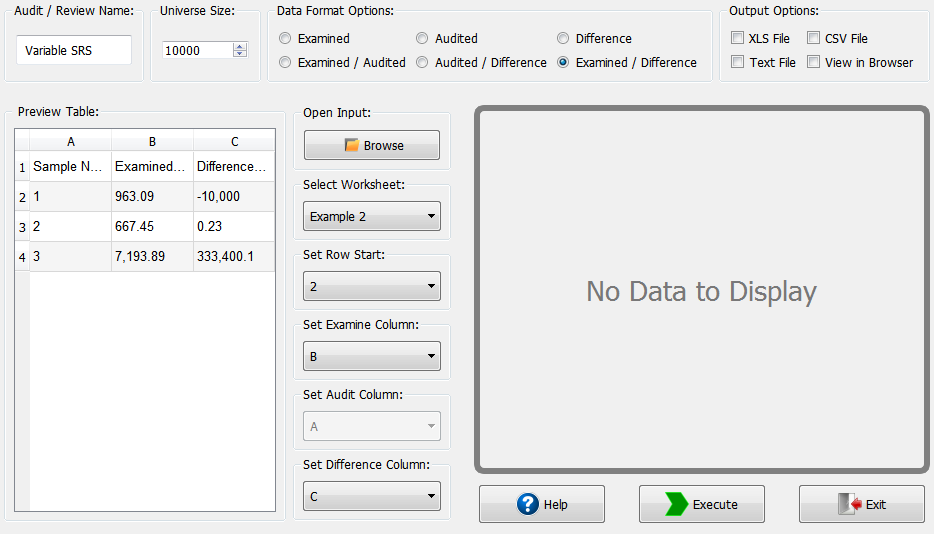 Audit / Review Name:
Variable SRS
Universe Size:
10000
Data Format Options:
Examined
Audited
Difference
Examined / Audited
Audited / Difference
Examined / Difference
Output Options:
XLS File
CSV File
Text File
View in Browser
Preview Table:
A B C
1 Sample N... Examined... Difference...
2 1 963.09 -10,000
3 2 667.45 0.23
4 3 7,193.89 333,400.1
Open Input:
Browse
Select Worksheet:
Example 2
Set Row Start:
2
Set Examine Column:
B
Set Audit Column:
A
Set Difference Column:
C
No Data to Display
? Help
Execute
Exit